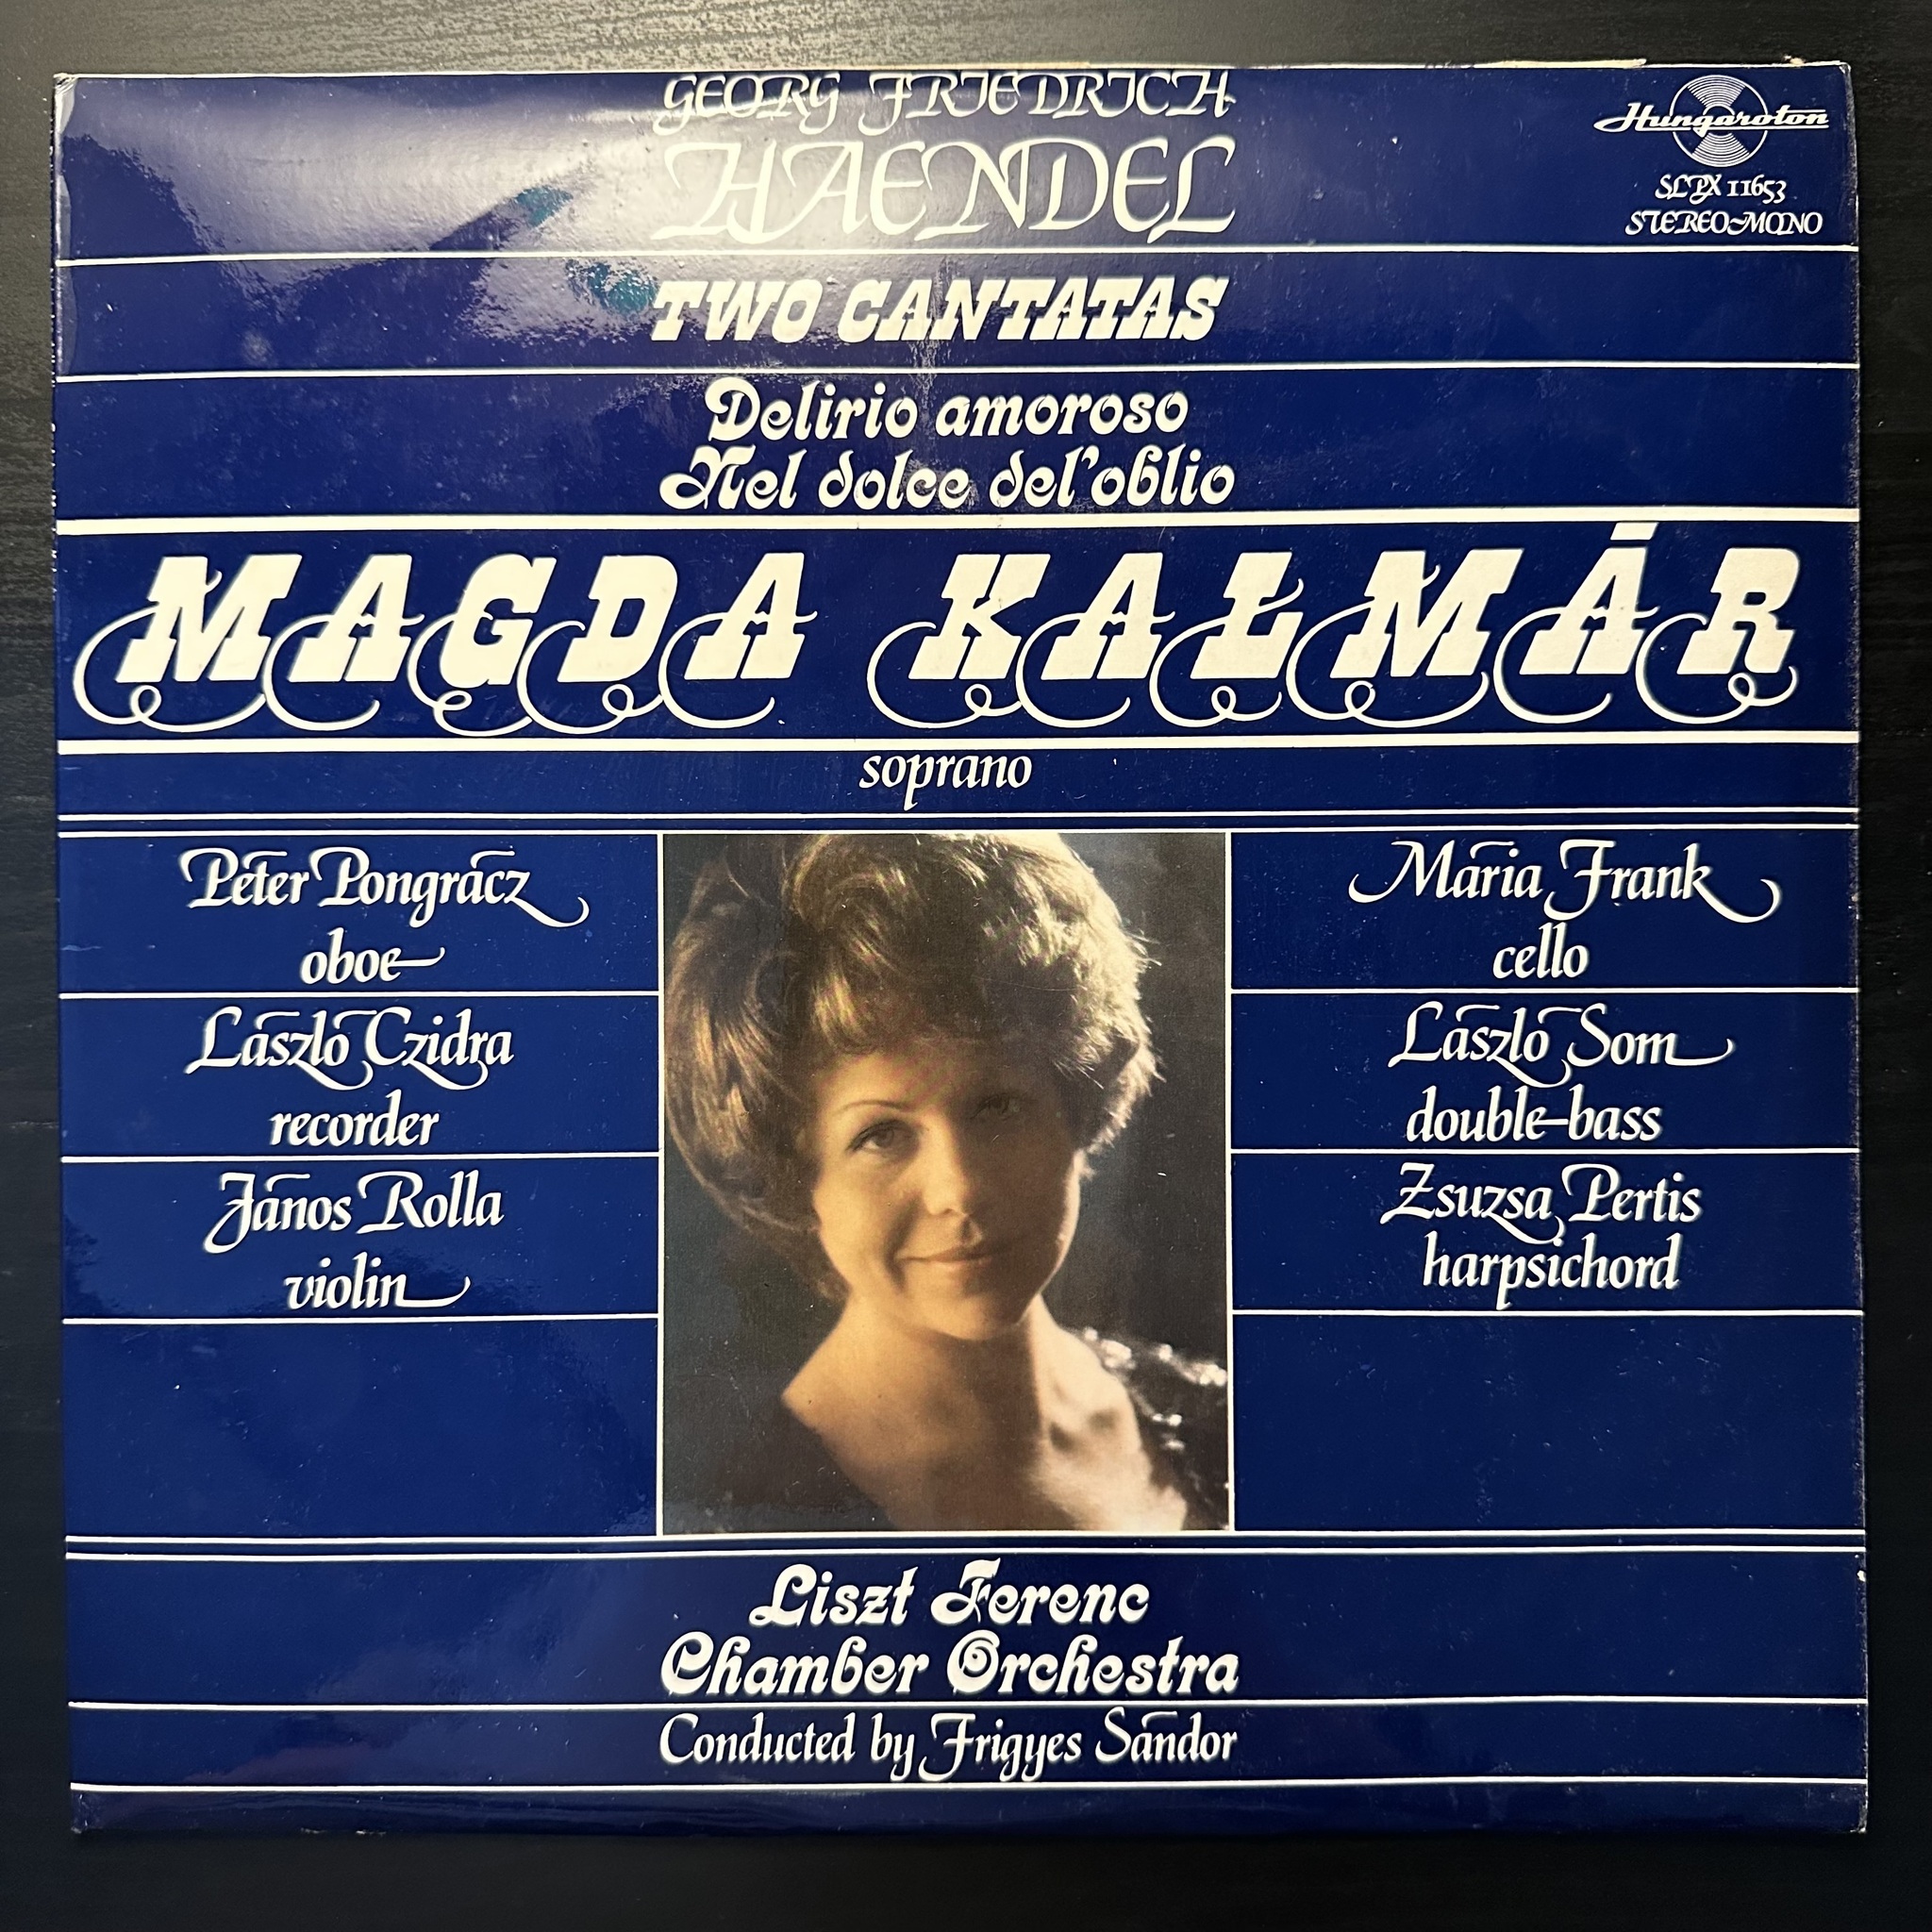 GEORG FRIEDRICH
HAENDEL
Hungaroton
SLPX 11653
STEREO-MONO
TWO CANTATAS
Delirio amoroso
Nel dolce del'oblio
MAGDA KALMÁR
soprano
Péter Pongrácz
oboe
László Czidra
recorder
János Rolla
violin
Mária Frank
cello
László Som
double-bass
Zsuzsa Pertis
harpsichord
Liszt Ferenc
Chamber Orchestra
Conducted by Frigyes Sándor